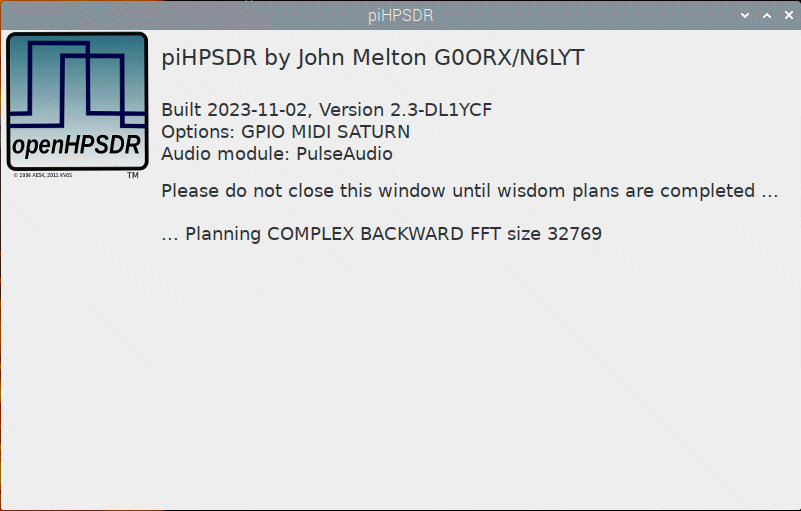 piHPSDR
piHPSDR by John Melton G0ORX/N6LYT
Built 2023-11-02, Version 2.3-DL1YCF
Options: GPIO MIDI SATURN
Audio module: PulseAudio
openHPSDR
© 2006 AE5K, 2011 KV0S TM
Please do not close this window until wisdom plans are completed ...
... Planning COMPLEX BACKWARD FFT size 32769